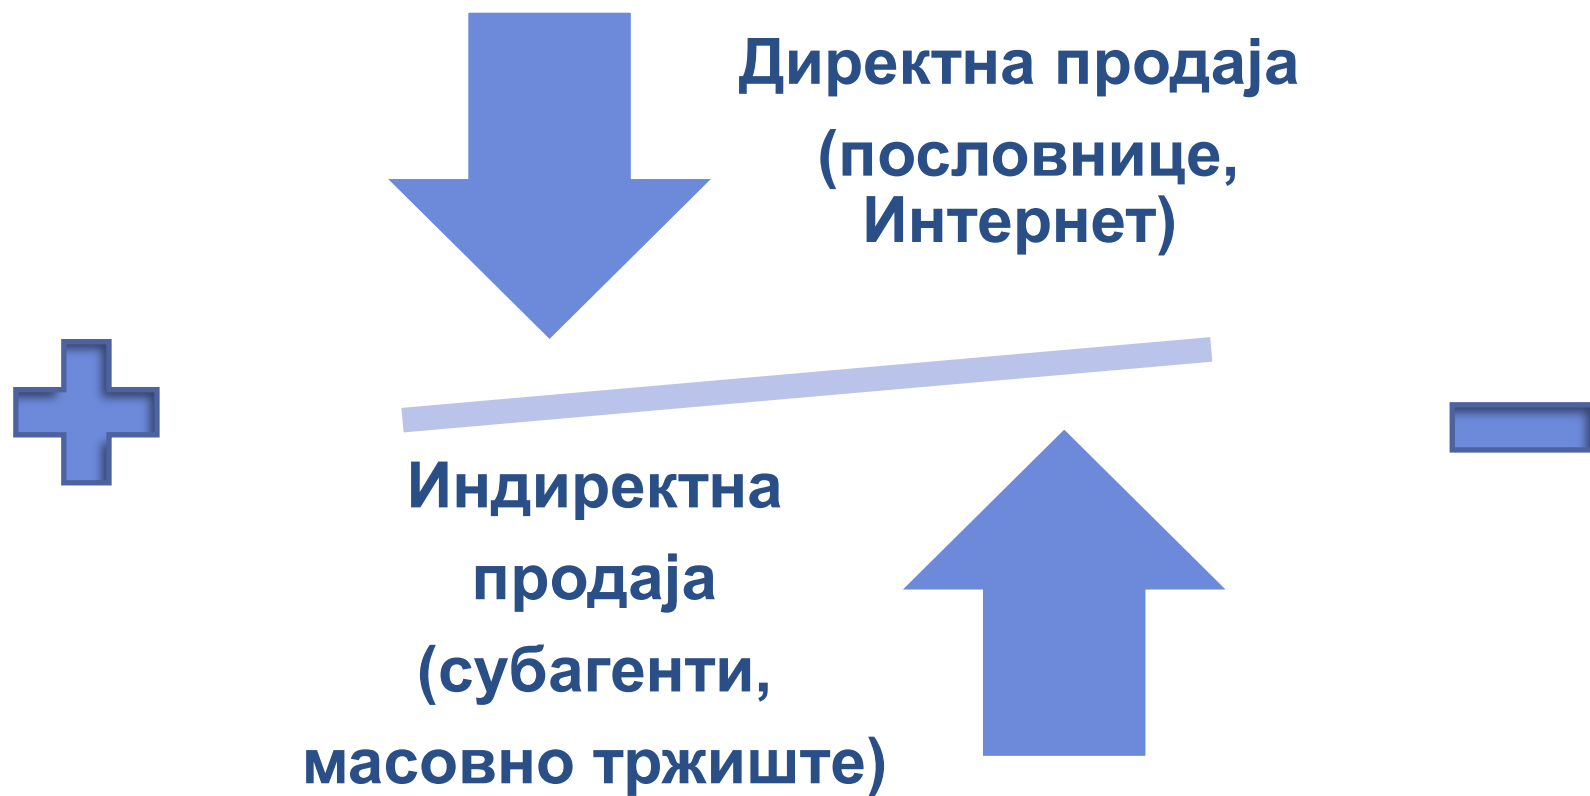 Директна продаја
(пословнице,
Интернет)
Индиректна
продаја
(субагенти,
масовно тржиште)